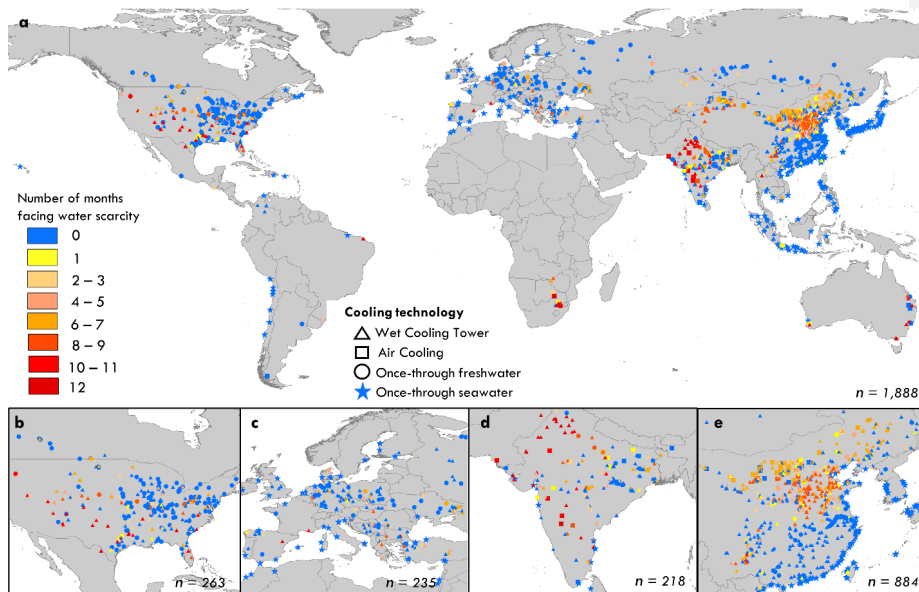 a
Number of months
facing water scarcity
0
1
2 – 3
4 – 5
6 – 7
8 – 9
10 – 11
12
Cooling technology
Wet Cooling Tower
Air Cooling
Once-through freshwater
Once-through seawater
n = 1,888
b
n = 263
c
n = 235
d
n = 218
e
n = 884